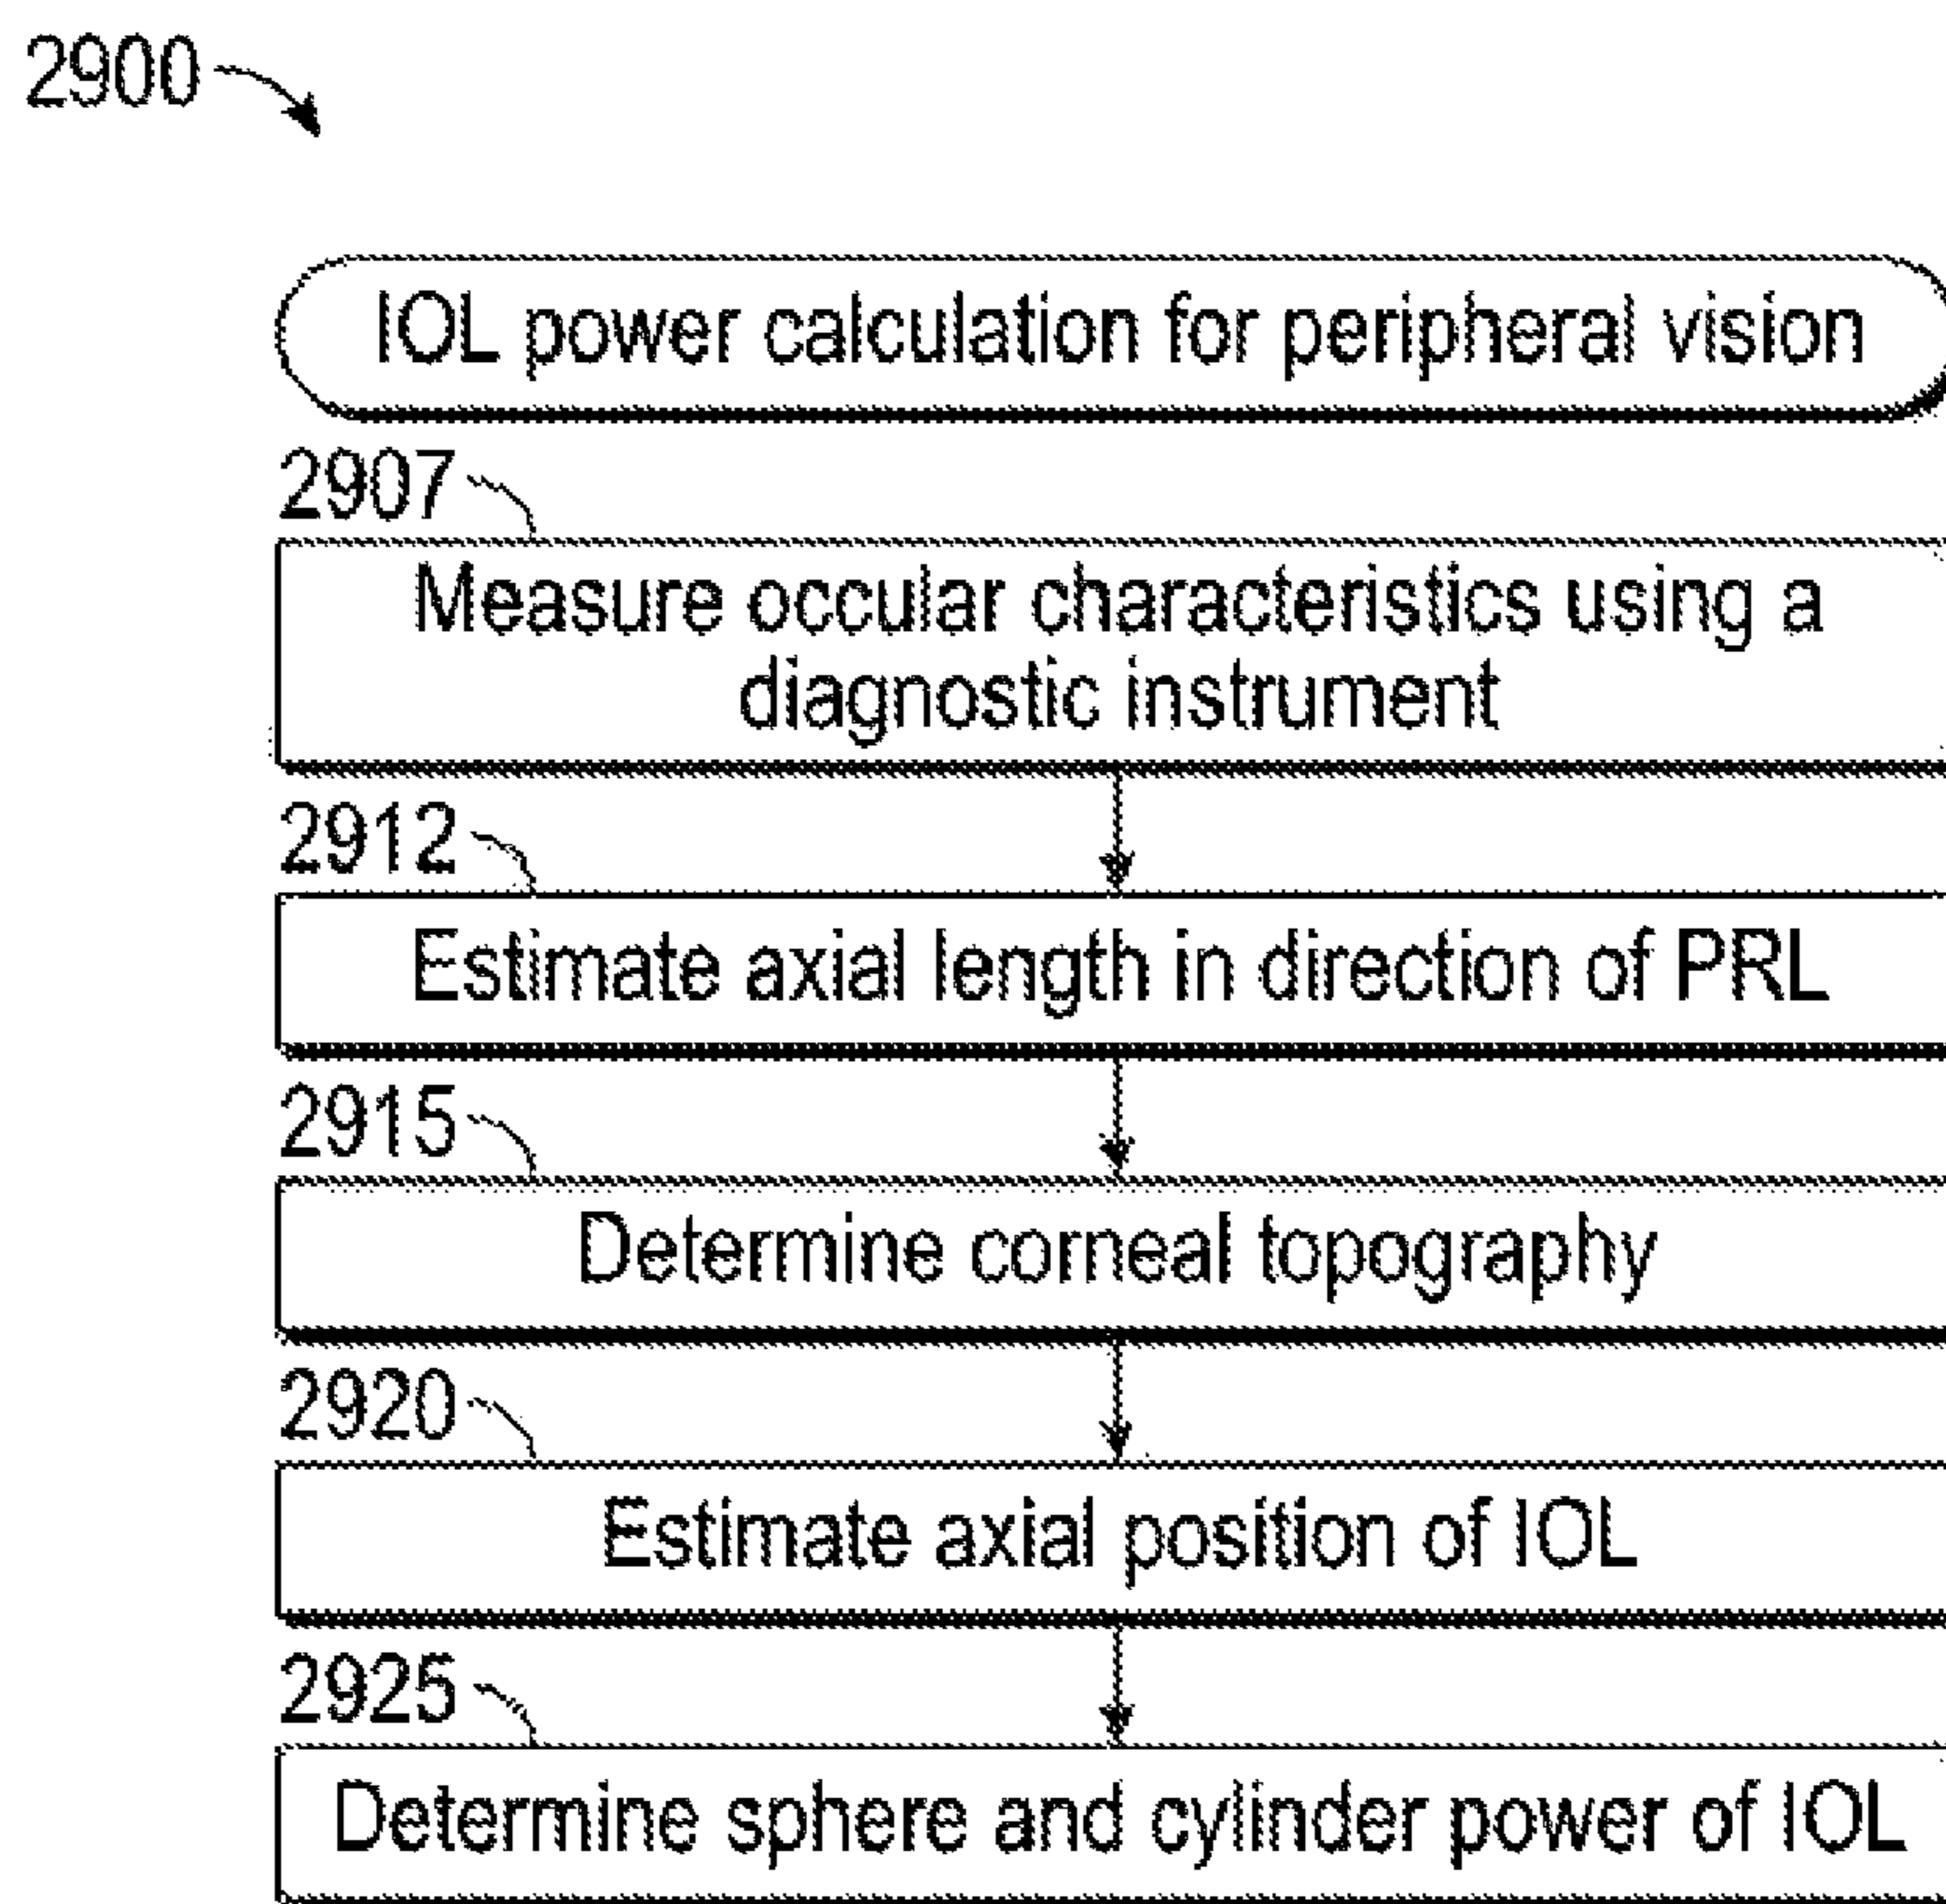 2900
IOL power calculation for peripheral vision
2907
Measure occular characteristics using a
diagnostic instrument
2912
Estimate axial length in direction of PRL
2915
Determine corneal topography
2920
Estimate axial position of IOL
2925
Determine sphere and cylinder power of IOL